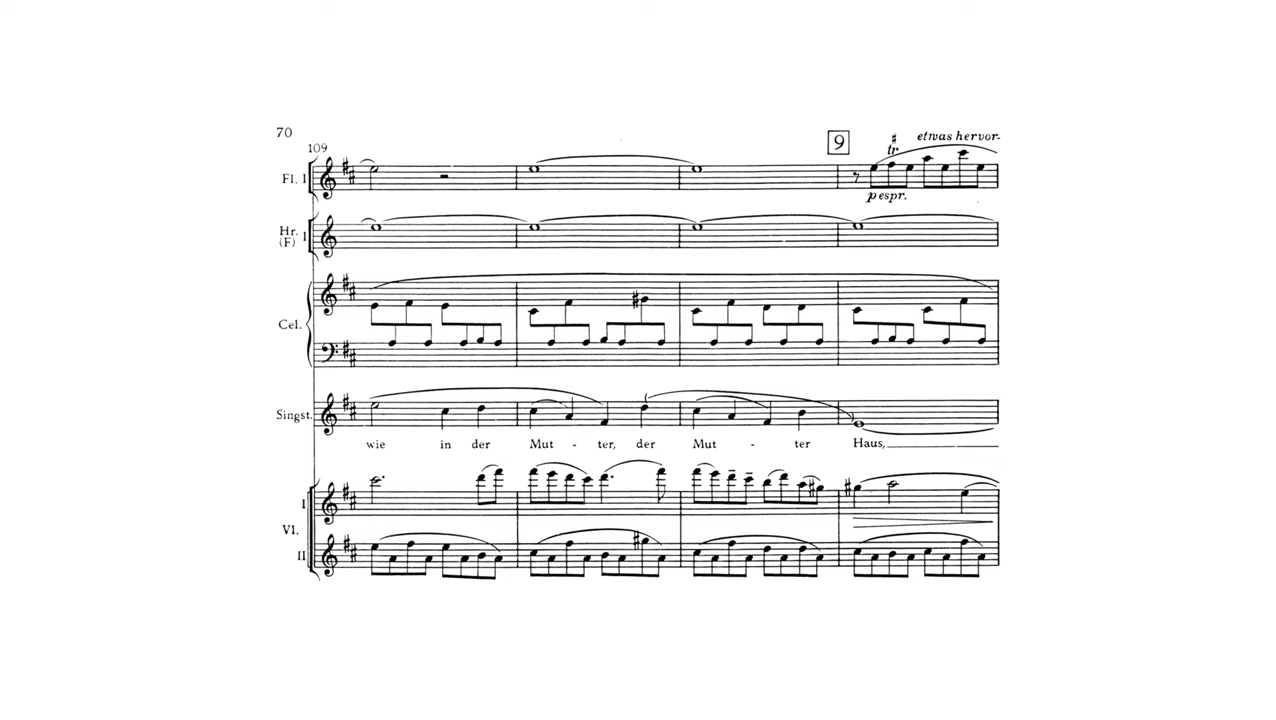 70
109
9
etwas hervor-
tr
Fl. I
p espr.
Hr. I
(F)
Cel.
Singst.
wie in der Mut - ter, der Mut - ter Haus,
I
Vl.
II